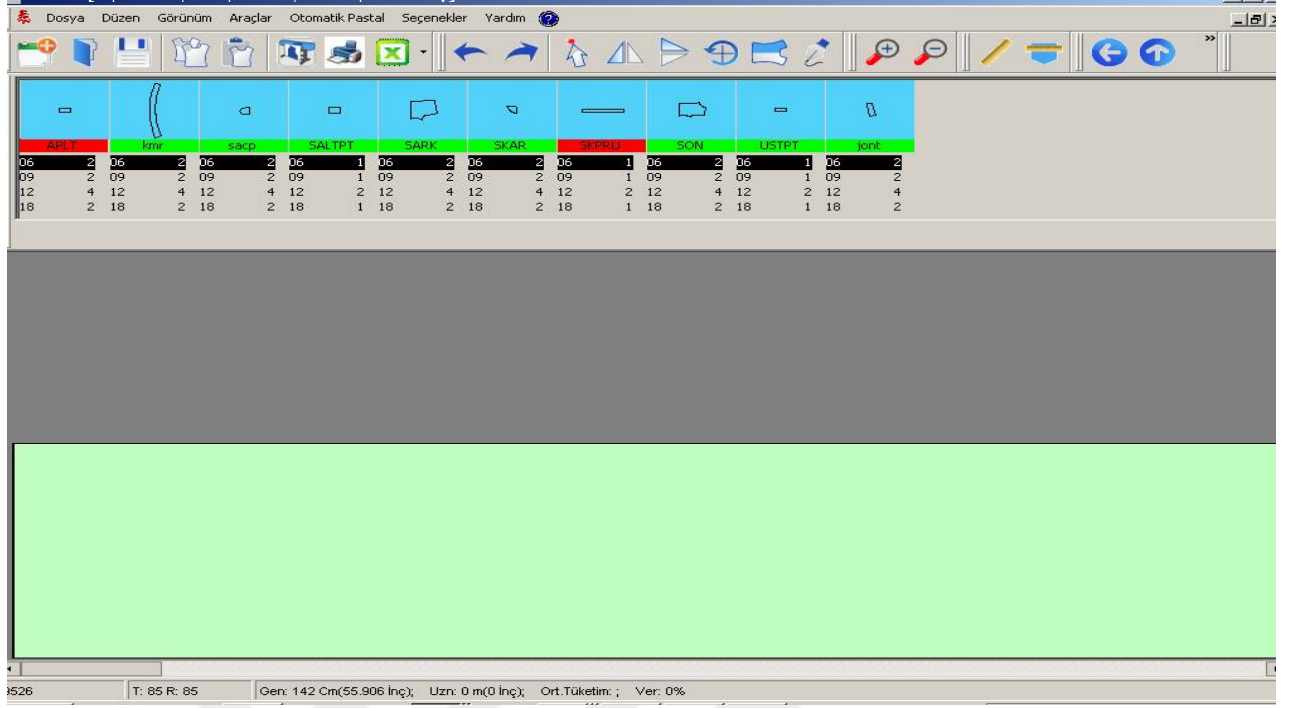 Dosya Düzen Görünüm Araçlar Otomatik Pastal Seçenekler Yardım
APLT kmr sacp SALTPT SARK SKAR SKPRU SON USTPT jont
06 2 06 2 06 2 06 1 06 2 06 2 06 1 06 2 06 1 06 2
09 2 09 2 09 2 09 1 09 2 09 2 09 1 09 2 09 1 09 2
12 4 12 4 12 4 12 2 12 4 12 4 12 2 12 4 12 2 12 4
18 2 18 2 18 2 18 1 18 2 18 2 18 1 18 2 18 1 18 2
T: 85 R: 85 Gen: 142 Cm(55.906 İnç); Uzn: 0 m(0 İnç); Ort.Tüketim: ; Ver: 0%